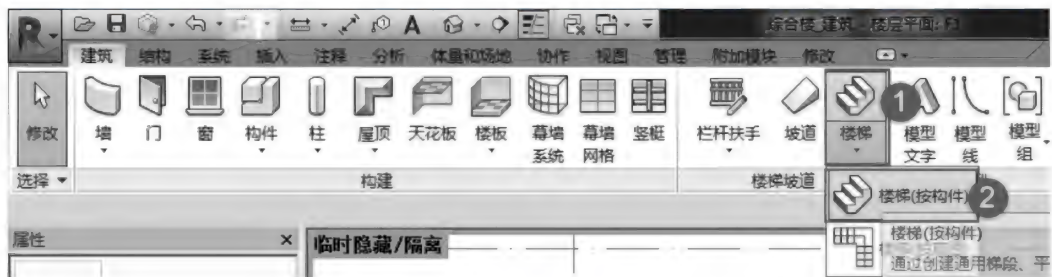 综合楼_建筑 - 楼层平面: F1
建筑 结构 系统 插入 注释 分析 体量和场地 协作 视图 管理 附加模块 修改
修改 墙 门 窗 构件 柱 屋顶 天花板 楼板 幕墙系统 幕墙网格 竖梃 栏杆扶手 坡道 楼梯 1 模型文字 模型线 模型组
选择 构建 楼梯坡道
楼梯(按构件) 2
属性 × 临时隐藏/隔离
楼梯(按构件)
通过创建通用梯段、平